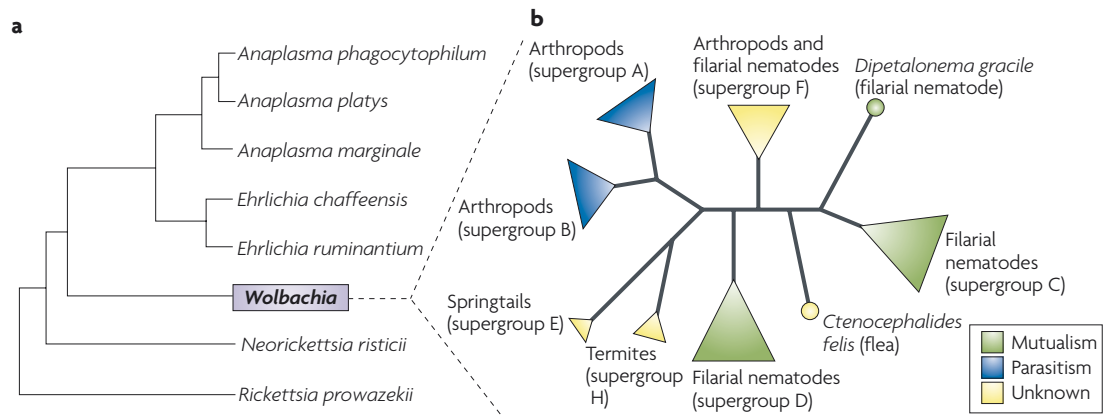 a
Anaplasma phagocytophilum
Anaplasma platys
Anaplasma marginale
Ehrlichia chaffeensis
Ehrlichia ruminantium
Wolbachia
Neorickettsia risticii
Rickettsia prowazekii
b
Arthropods
(supergroup A)
Arthropods and
filarial nematodes
(supergroup F)
Dipetalonema gracile
(filarial nematode)
Arthropods
(supergroup B)
Filarial
nematodes
(supergroup C)
Springtails
(supergroup E)
Termites
(supergroup
H)
Filarial nematodes
(supergroup D)
Ctenocephalides
felis (flea)
Mutualism
Parasitism
Unknown